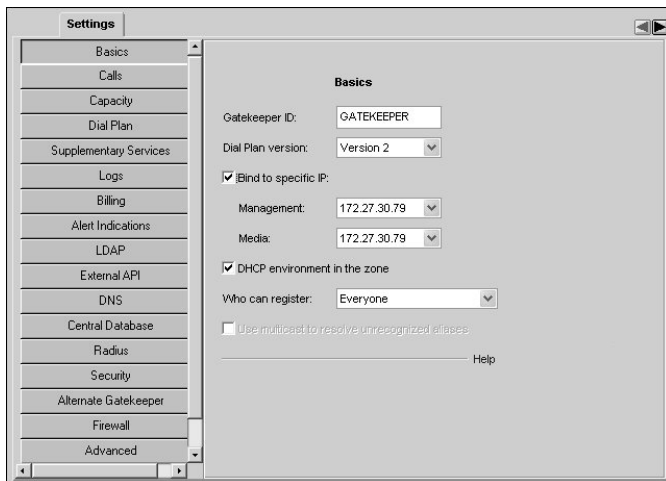 Settings
Basics
Calls
Capacity
Dial Plan
Supplementary Services
Logs
Billing
Alert Indications
LDAP
External API
DNS
Central Database
Radius
Security
Alternate Gatekeeper
Firewall
Advanced
Basics
Gatekeeper ID: GATEKEEPER
Dial Plan version: Version 2
Bind to specific IP:
Management: 172.27.30.79
Media: 172.27.30.79
DHCP environment in the zone
Who can register: Everyone
Use multicast to resolve unrecognized aliases.
Help